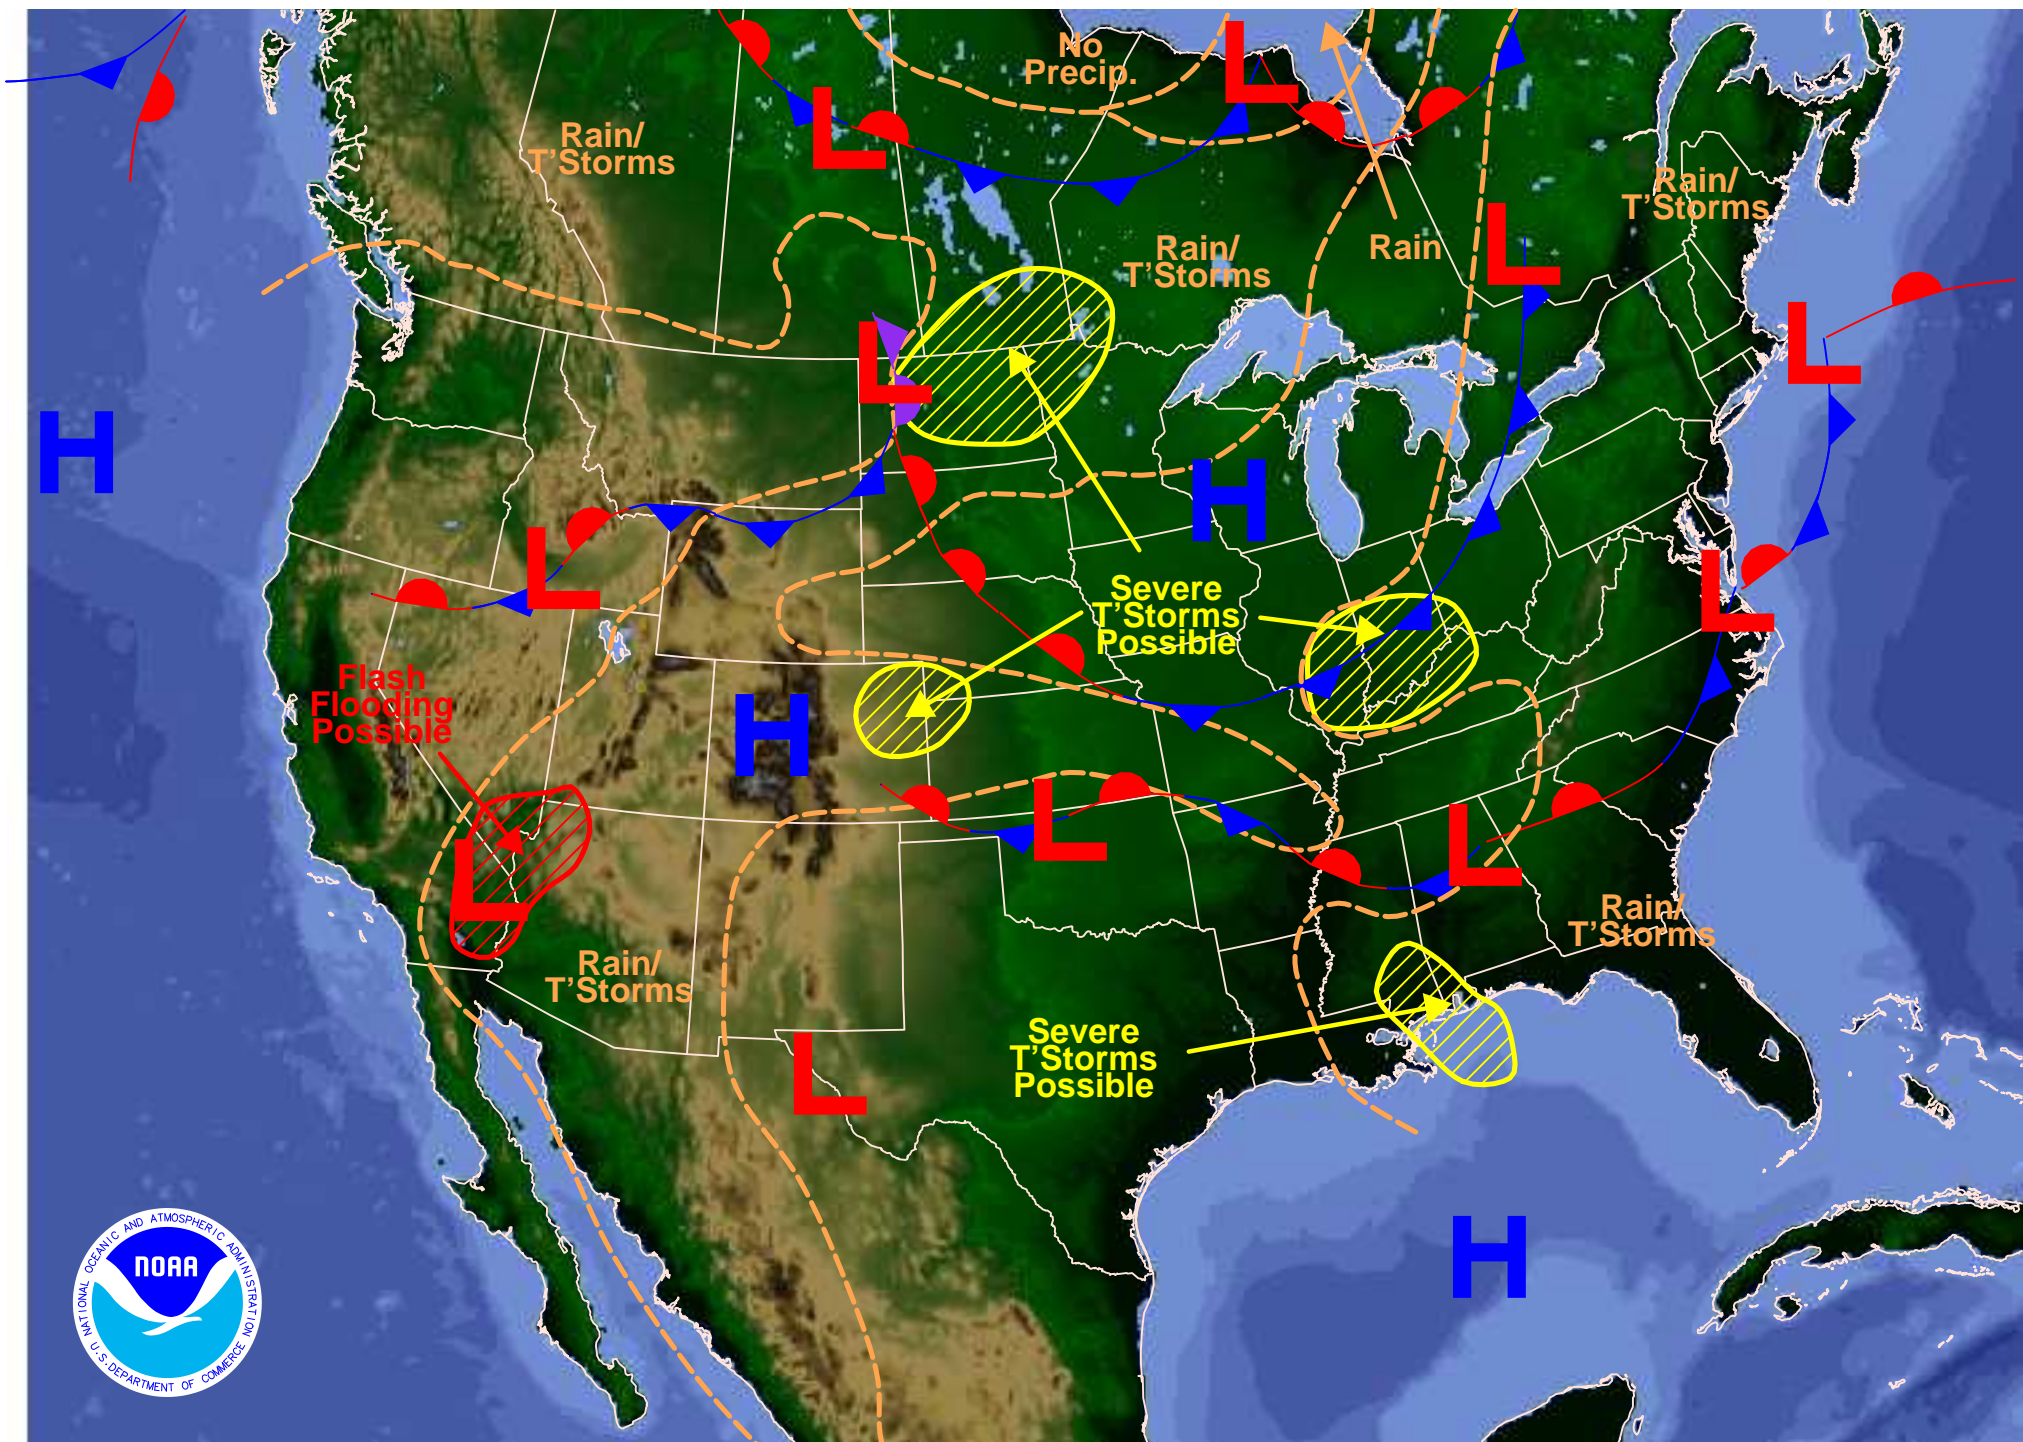 No
Precip.
Rain/
T'Storms
Rain/
T'Storms
Rain/
T'Storms
Rain
L
L
L
L
L
L
H
H
L
Severe
T'Storms
Possible
L
Flash
Flooding
Possible
H
L
L
L
Rain/
T'Storms
Rain/
T'Storms
Severe
T'Storms
Possible
L
H
NATIONAL OCEANIC AND ATMOSPHERIC ADMINISTRATION
NOAA
U.S. DEPARTMENT OF COMMERCE